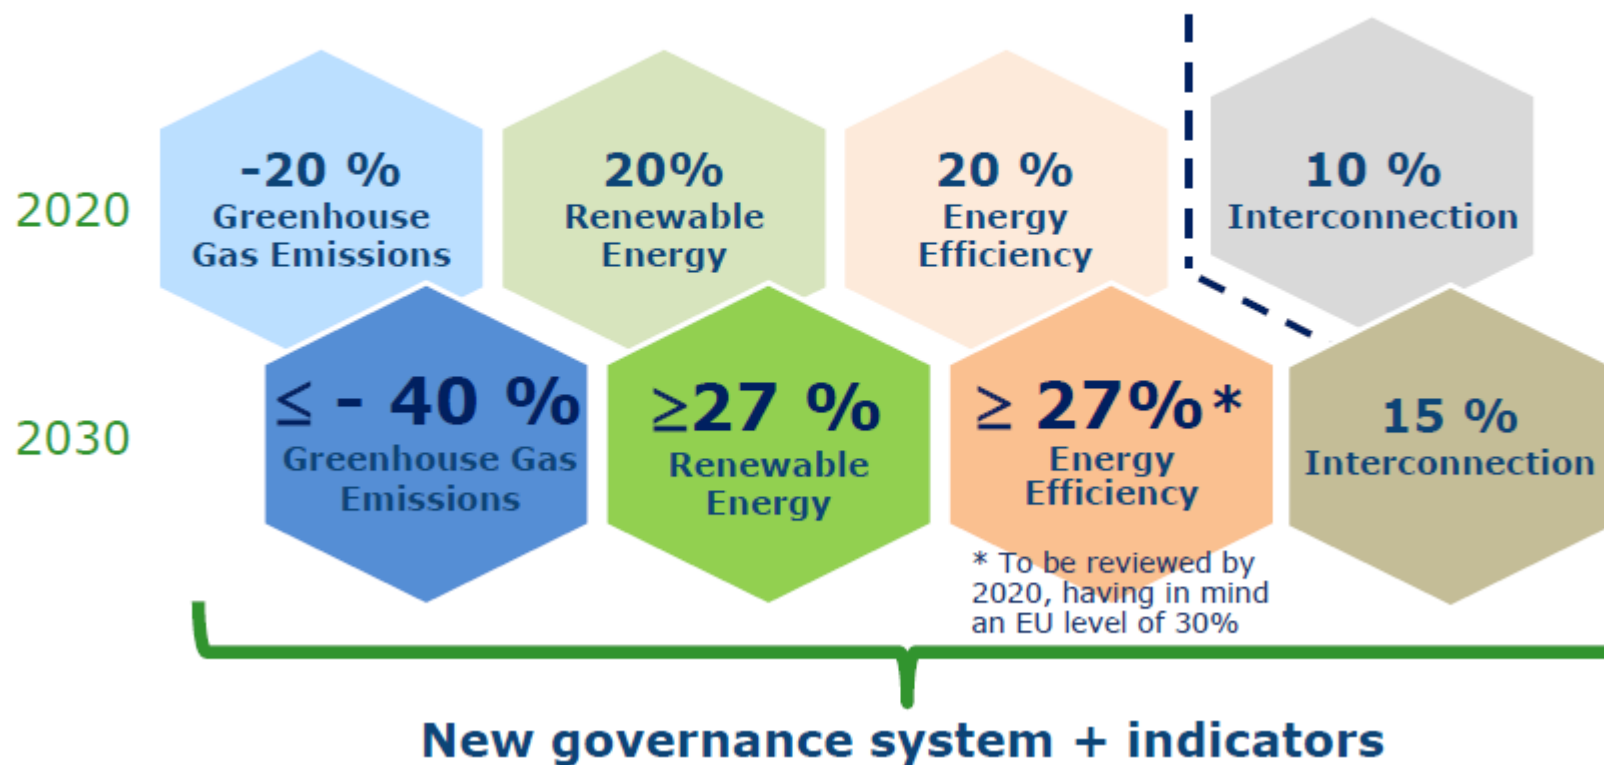 2020
-20 %
Greenhouse
Gas Emissions
20%
Renewable
Energy
20 %
Energy
Efficiency
10 %
Interconnection
2030
≤ - 40 %
Greenhouse Gas
Emissions
≥27 %
Renewable
Energy
≥ 27%*
Energy
Efficiency
* To be reviewed by
2020, having in mind
an EU level of 30%
15 %
Interconnection
New governance system + indicators